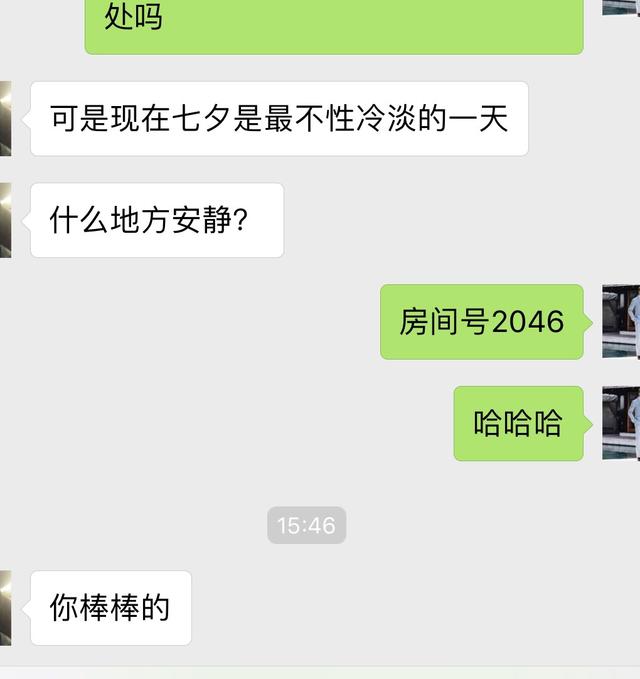 处吗
可是现在七夕是最不性冷淡的一天
什么地方安静?
房间号2046
哈哈哈
15:46
你棒棒的